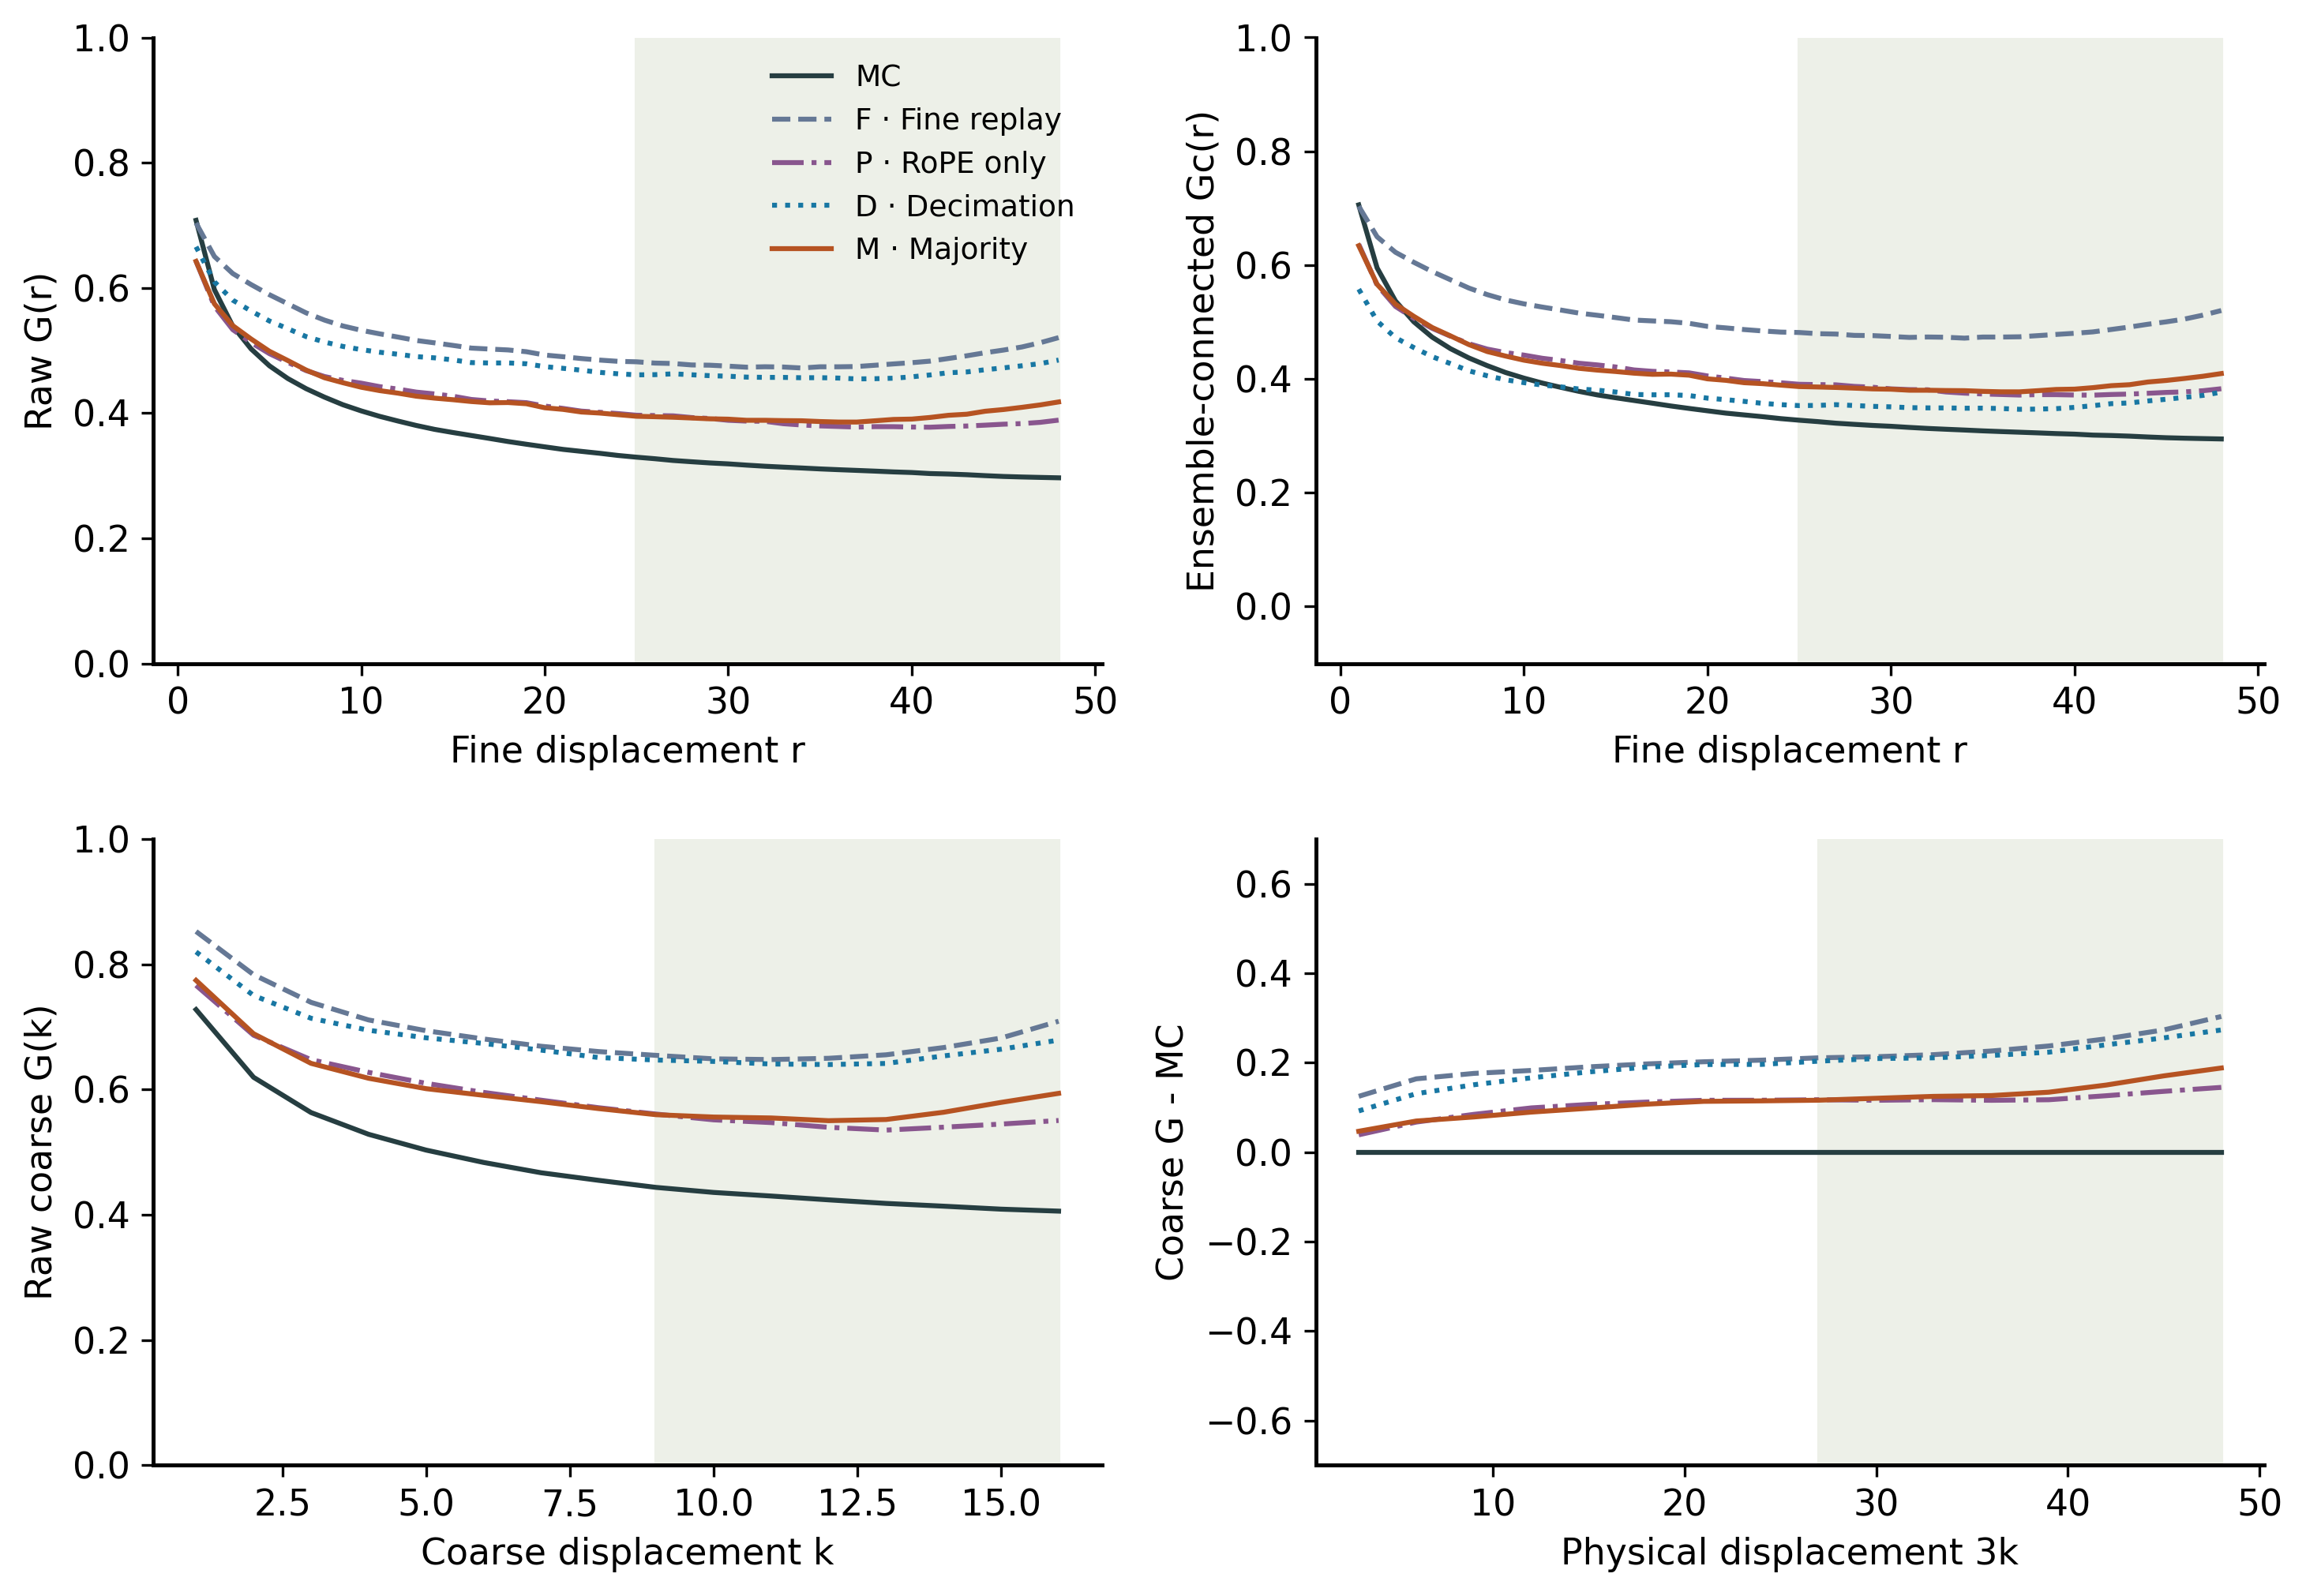 1.0
0.8
0.6
0.4
0.2
0.0
Raw G(r)
MC
F · Fine replay
P · RoPE only
D · Decimation
M · Majority
0 10 20 30 40 50
Fine displacement r
1.0
0.8
0.6
0.4
0.2
0.0
Ensemble-connected Gc(r)
0 10 20 30 40 50
Fine displacement r
1.0
0.8
0.6
0.4
0.2
0.0
Raw coarse G(k)
2.5 5.0 7.5 10.0 12.5 15.0
Coarse displacement k
0.6
0.4
0.2
0.0
−0.2
−0.4
−0.6
Coarse G - MC
10 20 30 40 50
Physical displacement 3k